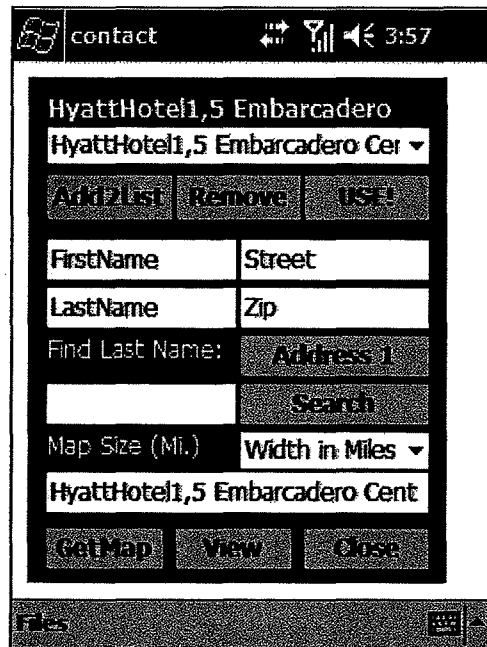 contact 3:57
HyattHotel1,5 Embarcadero
HyattHotel1,5 Embarcadero Cer
Add2List Remove USE!
FirstName Street
LastName Zip
Find Last Name: Address 1
Search
Map Size (Mi.) Width in Miles
HyattHotel1,5 Embarcadero Cent
GetMap View Close
Files